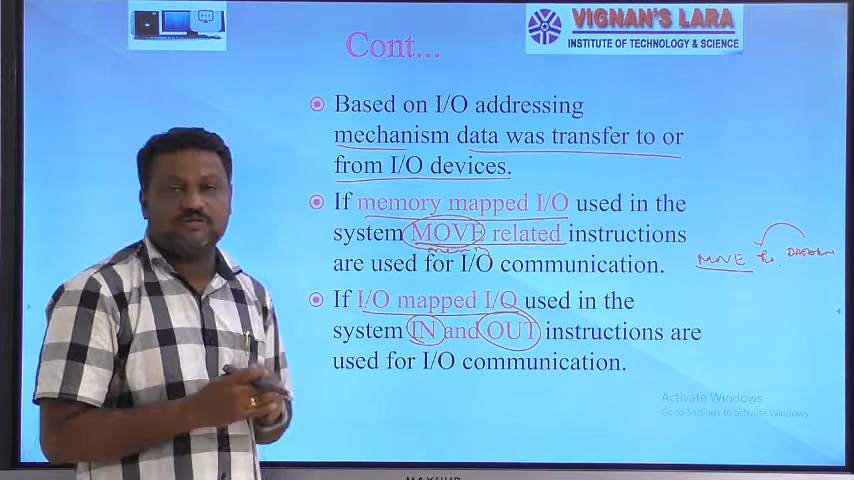 VIGNAN'S LARA
INSTITUTE OF TECHNOLOGY & SCIENCE
Cont...
Based on I/O addressing
mechanism data was transfer to or
from I/O devices.
If memory mapped I/O used in the
system MOVE related instructions
are used for I/O communication.
MOVE
If I/O mapped I/O used in the
system IN and OUT instructions are
used for I/O communication.
Activate Windows
Go to Settings to activate Windows.
MAXHUB